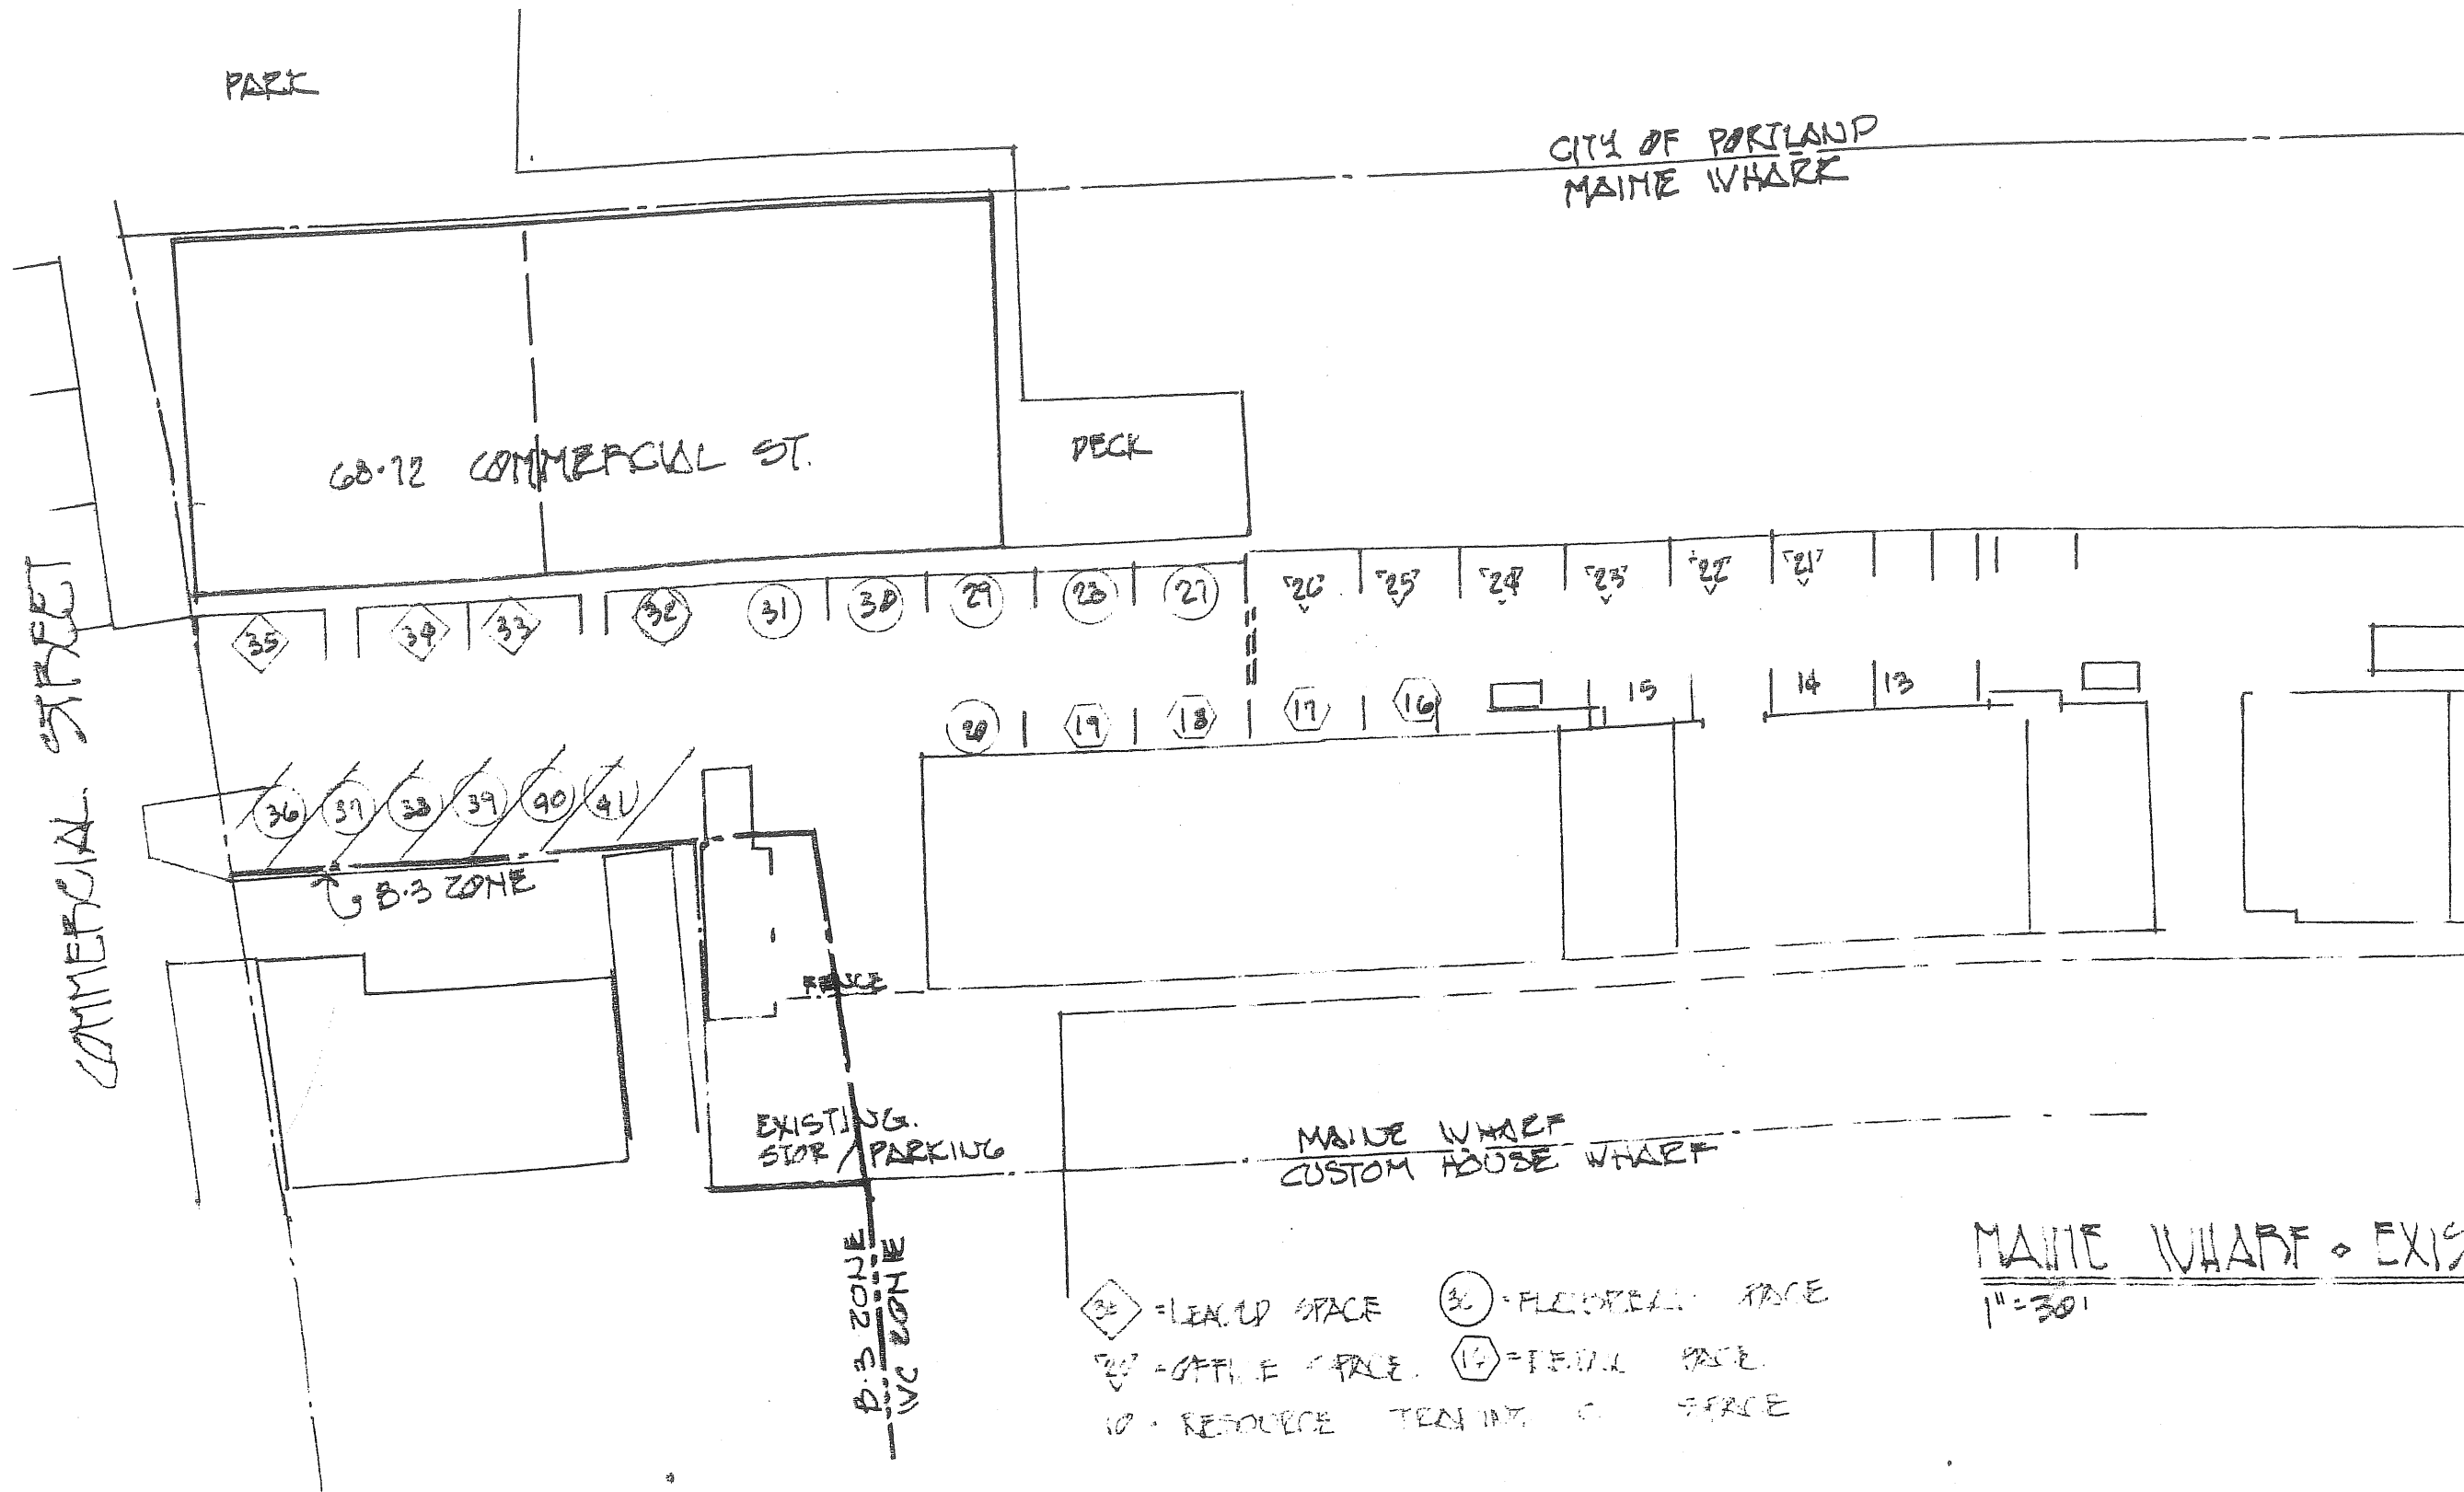 PARK
CITY OF PORTLAND
MAINE WHARF
68-72 COMMERCIAL ST.
DECK
COMMERCIAL STREET
35
34
33
32
31
30
29
28
27
26
25
24
23
22
21
20
19
18
17
16
15
14
13
36
37
38
39
40
41
B-3 ZONE
FENCE
EXISTING
STOR / PARKING
MAINE WHARF
CUSTOM HOUSE WHARF
B-3 ZONE
WC ZONE
= LEASED SPACE
= OFFICE SPACE
RESOURCE SPACE
MAINE WHARF EXIS
1"=30'